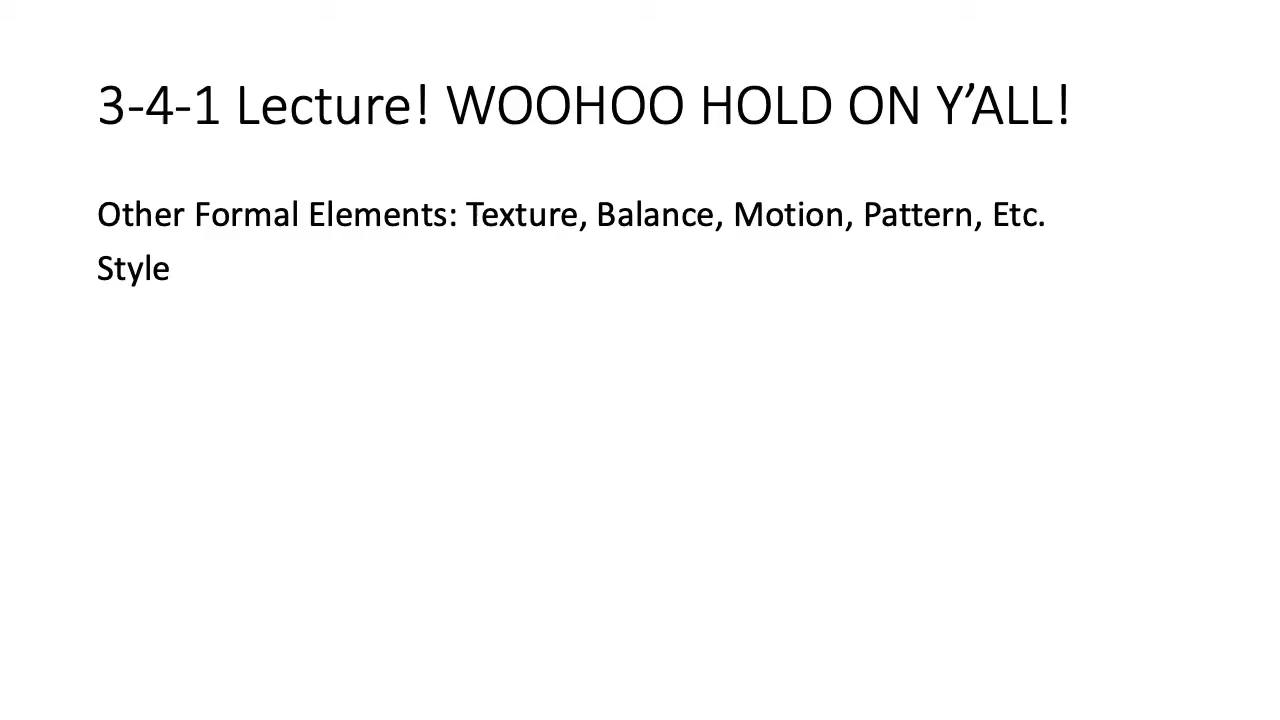 3-4-1 Lecture! WOOHOO HOLD ON Y’ALL!
Other Formal Elements: Texture, Balance, Motion, Pattern, Etc.
Style